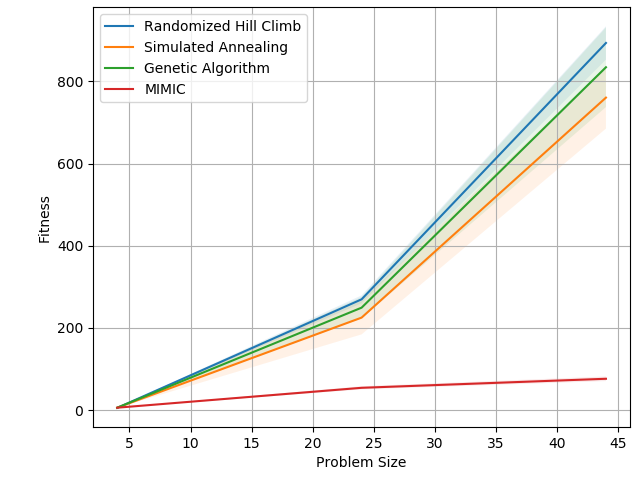 Randomized Hill Climb
Simulated Annealing
Genetic Algorithm
MIMIC
800
600
400
200
0
Fitness
5 10 15 20 25 30 35 40 45
Problem Size